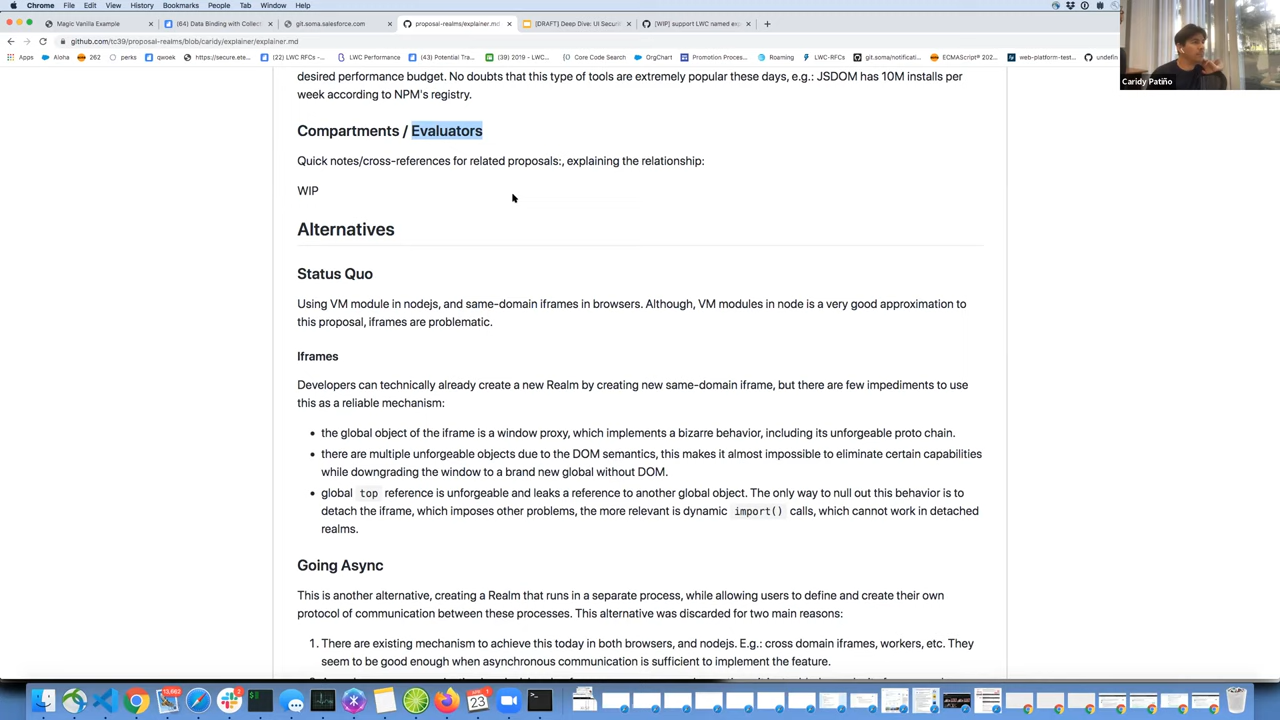 Chrome File Edit View History Bookmarks People Tab Window Help
Magic Vanilla Example
(64) Data Binding with Collect
git.soma.salesforce.com
proposal-realms/explainer.md
[DRAFT] Deep Dive: UI Securi
[WIP] support LWC named ex
github.com/tc39/proposal-realms/blob/caridy/explainer/explainer.md
Apps Aloha 262 perks qwoek https://secure.ete... (22) LWC RFCs LWC Performance (43) Potential Tra... (39) 2019 - LWC... Core Code Search OrgChart Promotion Proces... Roaming LWC-RFCs git.soma/notificati... ECMAScript® 202... web-platform-test... undefin
Caridy Patiño
desired performance budget. No doubts that this type of tools are extremely popular these days, e.g.: JSDOM has 10M installs per
week according to NPM's registry.
Compartments / Evaluators
Quick notes/cross-references for related proposals:, explaining the relationship:
WIP
Alternatives
Status Quo
Using VM module in nodejs, and same-domain iframes in browsers. Although, VM modules in node is a very good approximation to
this proposal, iframes are problematic.
Iframes
Developers can technically already create a new Realm by creating new same-domain iframe, but there are few impediments to use
this as a reliable mechanism:
• the global object of the iframe is a window proxy, which implements a bizarre behavior, including its unforgeable proto chain.
• there are multiple unforgeable objects due to the DOM semantics, this makes it almost impossible to eliminate certain capabilities
while downgrading the window to a brand new global without DOM.
• global top reference is unforgeable and leaks a reference to another global object. The only way to null out this behavior is to
detach the iframe, which imposes other problems, the more relevant is dynamic import() calls, which cannot work in detached
realms.
Going Async
This is another alternative, creating a Realm that runs in a separate process, while allowing users to define and create their own
protocol of communication between these processes. This alternative was discarded for two main reasons:
1. There are existing mechanism to achieve this today in both browsers, and nodejs. E.g.: cross domain iframes, workers, etc. They
seem to be good enough when asynchronous communication is sufficient to implement the feature.
13,662
2
APR
23
1